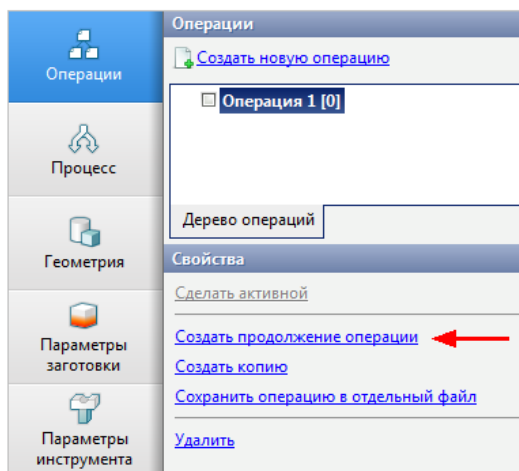 Операции
Процесс
Геометрия
Параметры
заготовки
Параметры
инструмента
Операции
Создать новую операцию
Операция 1 [0]
Дерево операций
Свойства
Сделать активной
Создать продолжение операции
Создать копию
Сохранить операцию в отдельный файл
Удалить